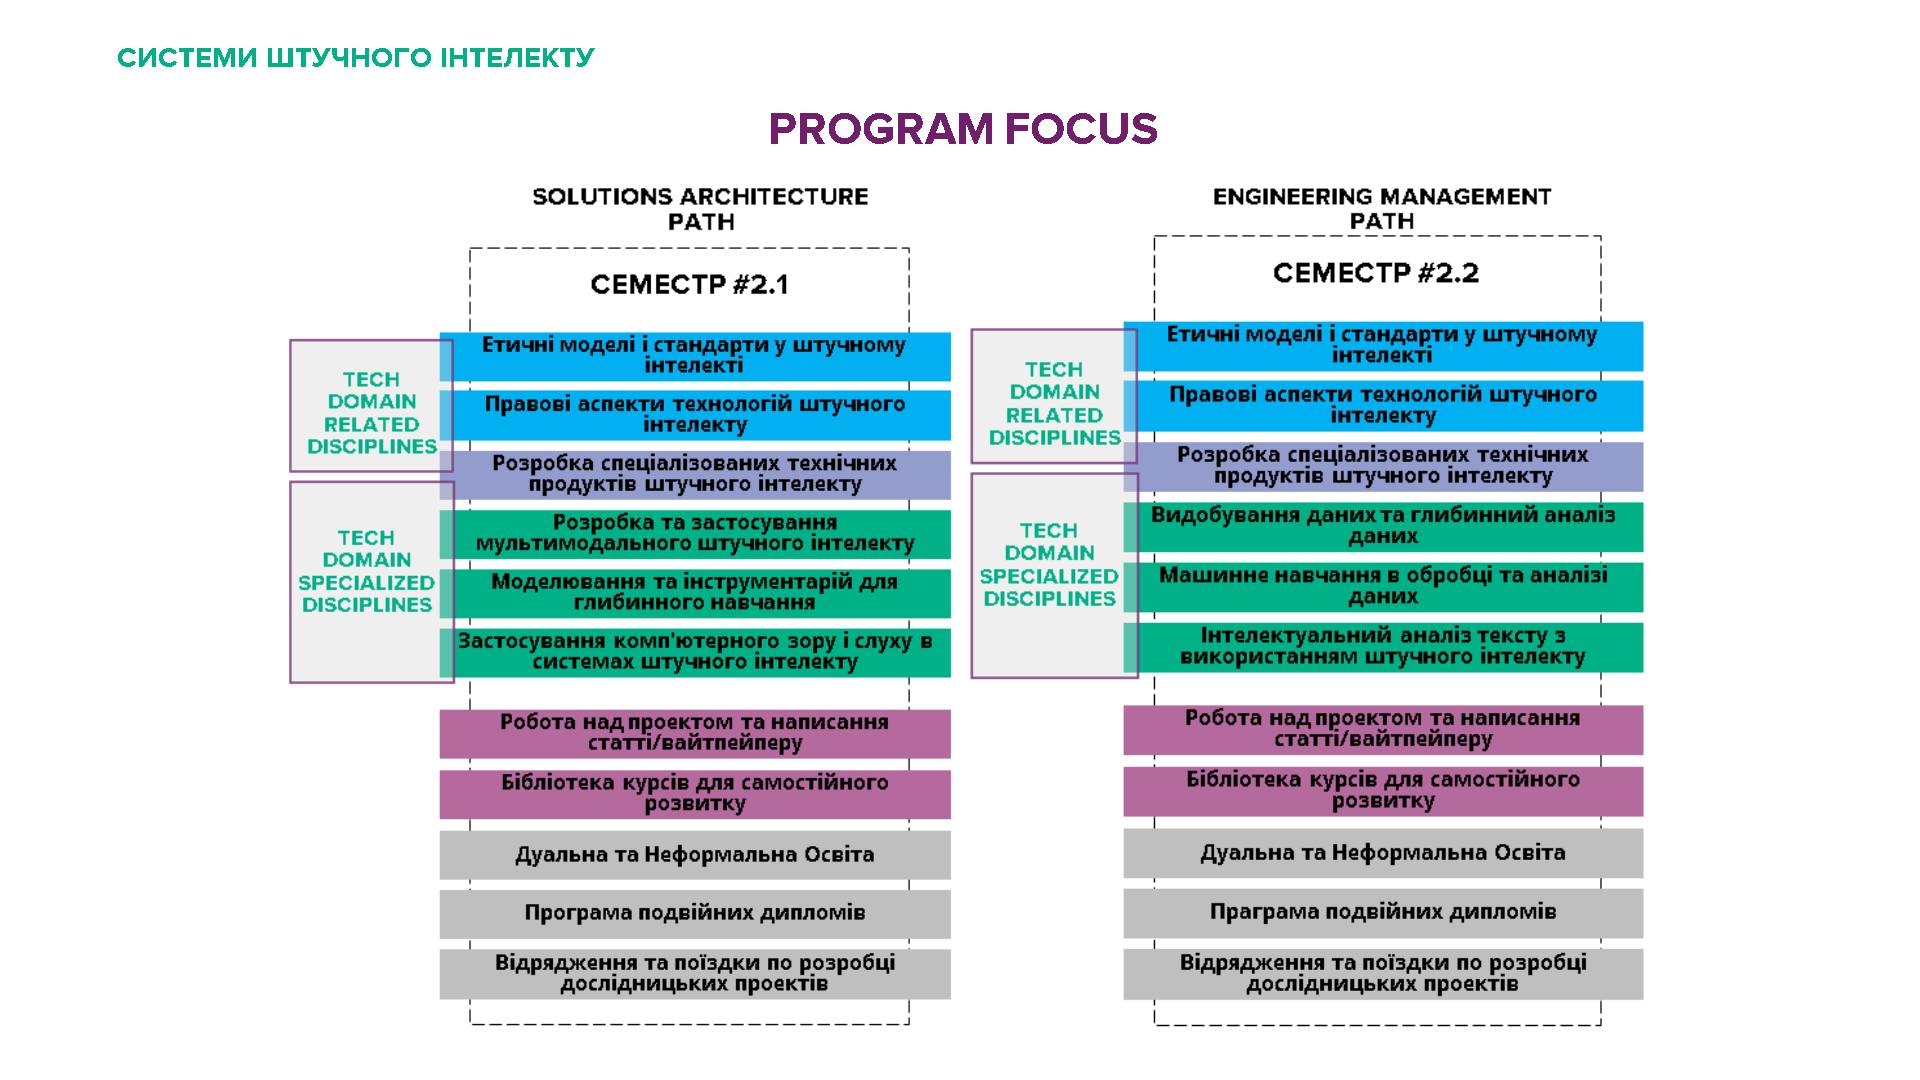 СИСТЕМИ ШТУЧНОГО ІНТЕЛЕКТУ
PROGRAM FOCUS
SOLUTIONS ARCHITECTURE
PATH
СЕМЕСТР #2.1
TECH
DOMAIN
RELATED
DISCIPLINES
Етичні моделі і стандарти у штучному
інтелекті
Правові аспекти технологій штучного
інтелекту
Розробка спеціалізованих технічних
продуктів штучного інтелекту
TECH
DOMAIN
SPECIALIZED
DISCIPLINES
Розробка та застосування
мультимодального штучного інтелекту
Моделювання та інструментарій для
глибинного навчання
Застосування комп'ютерного зору і слуху в
системах штучного інтелекту
Робота над проектом та написання
статті/вайтпейперу
Бібліотека курсів для самостійного
розвитку
Дуальна та Неформальна Освіта
Програма подвійних дипломів
Відрядження та поїздки по розробці
дослідницьких проектів
ENGINEERING MANAGEMENT
PATH
СЕМЕСТР #2.2
TECH
DOMAIN
RELATED
DISCIPLINES
Етичні моделі і стандарти у штучному
інтелекті
Правові аспекти технологій штучного
інтелекту
Розробка спеціалізованих технічних
продуктів штучного інтелекту
TECH
DOMAIN
SPECIALIZED
DISCIPLINES
Видобування даних та глибинний аналіз
даних
Машинне навчання в обробці та аналізі
даних
Інтелектуальний аналіз тексту з
використанням штучного інтелекту
Робота над проектом та написання
статті/вайтпейперу
Бібліотека курсів для самостійного
розвитку
Дуальна та Неформальна Освіта
Праграма подвійних дипломів
Відрядження та поїздки по розробці
дослідницьких проектів